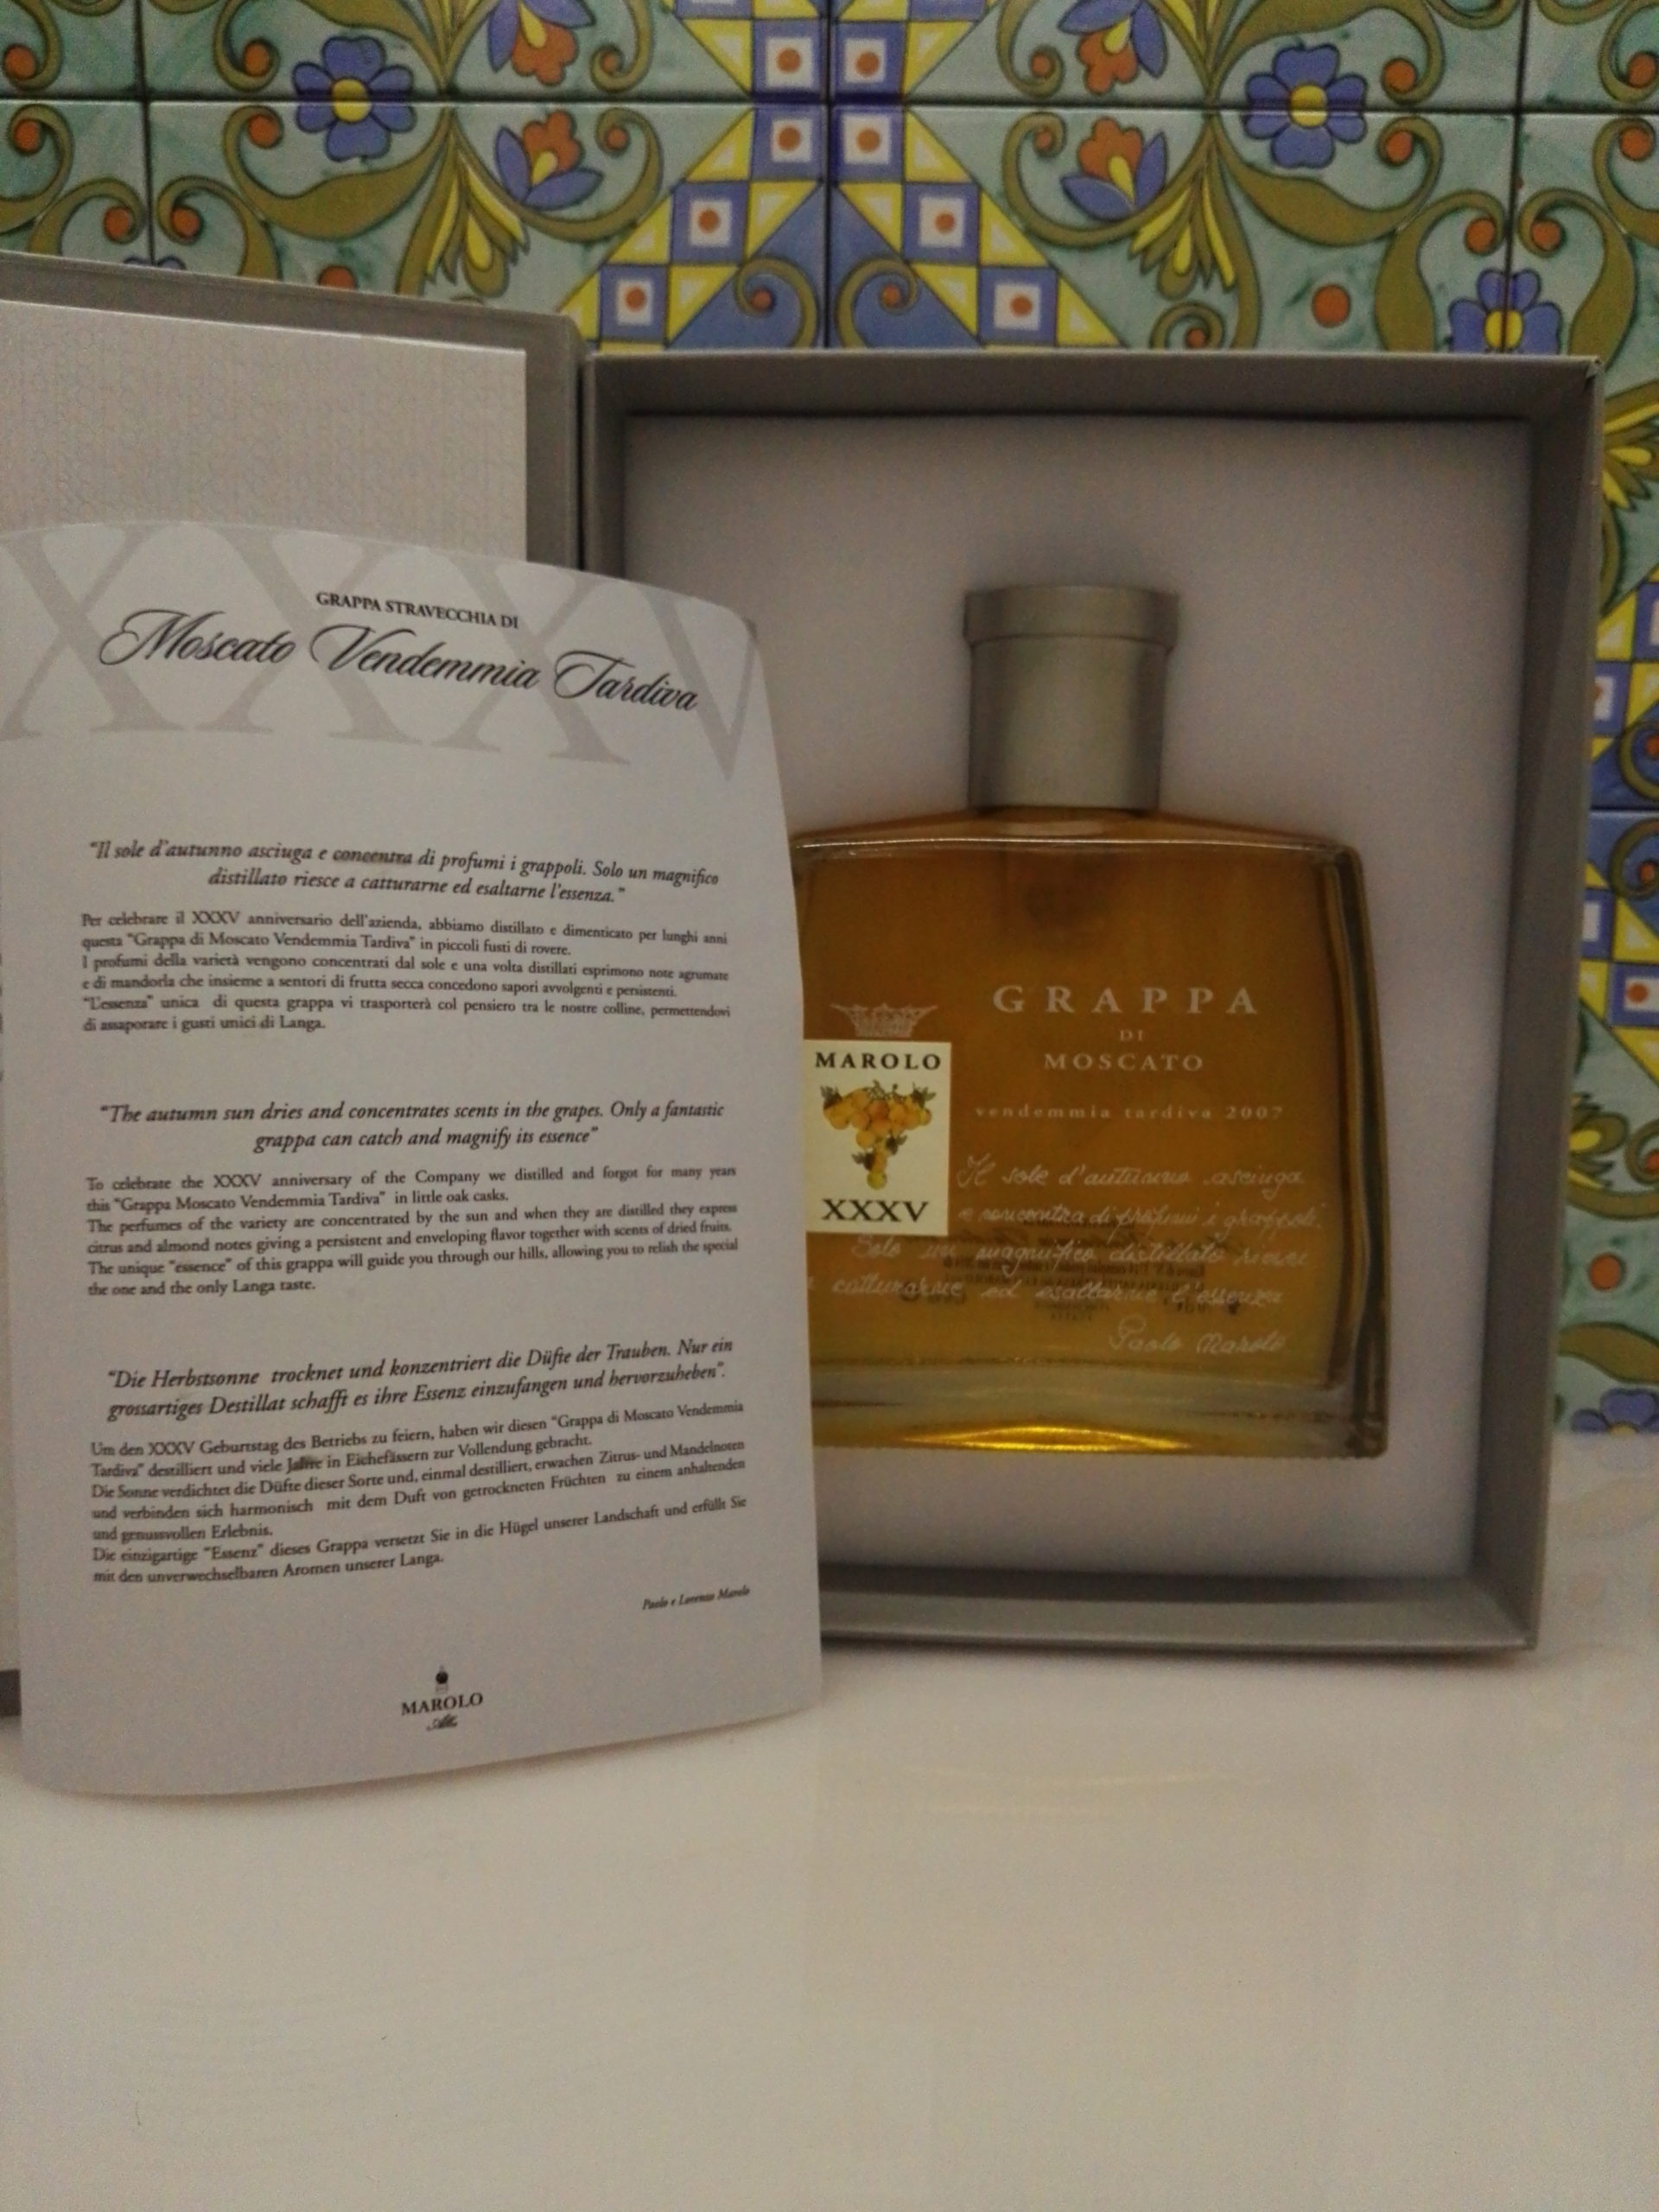 XXXV
GRAPPA STRAVECCHIA DI
Moscato Vendemmia Tardiva
"Il sole d'autunno asciuga e concentra di profumi i grappoli. Solo un magnifico
distillato riesce a catturarne ed esaltarne l'essenza."
Per celebrare il XXXV anniversario dell'azienda, abbiamo distillato e dimenticato per lunghi anni
questa "Grappa di Moscato Vendemmia Tardiva" in piccoli fusti di rovere.
I profumi della varietà vengono concentrati dal sole e una volta distillati esprimono note agrumate
e di mandorla che insieme a sentori di frutta secca concedono sapori avvolgenti e persistenti.
"L'essenza" unica di questa grappa vi trasporterà col pensiero tra le nostre colline, permettendovi
di assaporare i gusti unici di Langa.
"The autumn sun dries and concentrates scents in the grapes. Only a fantastic
grappa can catch and magnify its essence"
To celebrate the XXXV anniversary of the Company we distilled and forgot for many years
this "Grappa Moscato Vendemmia Tardiva" in little oak casks.
The perfumes of the variety are concentrated by the sun and when they are distilled they express
citrus and almond notes giving a persistent and enveloping flavor together with scents of dried fruits.
The unique "essence" of this grappa will guide you through our hills, allowing you to relish the special
the one and the only Langa taste.
"Die Herbstsonne trocknet und konzentriert die Düfte der Trauben. Nur ein
grossartiges Destillat schafft es ihre Essenz einzufangen und hervorzuheben".
Um den XXXV Geburtstag des Betriebs zu feiern, haben wir diesen "Grappa di Moscato Vendemmia
Tardiva" destilliert und viele Jahre in Eichefässern zur Vollendung gebracht.
Die Sonne verdichtet die Düfte dieser Sorte und, einmal destilliert, erwachen Zitrus- und Mandelnoten
und verbinden sich harmonisch mit dem Duft von getrockneten Früchten zu einem anhaltenden
und genussvollen Erlebnis.
Die einzigartige "Essenz" dieses Grappa versetzt Sie in die Hügel unserer Landschaft und erfüllt Sie
mit den unverwechselbaren Aromen unserer Langa.
Paolo e Lorenzo Marolo
MAROLO
GRAPPA
DI
MOSCATO
vendemmia tardiva 2007
MAROLO
XXXV
Il sole d'autunno asciuga
e concentra di profumi i grappoli
Solo un magnifico distillato riesce
a catturarne ed esaltarne l'essenza
Paolo Marolo